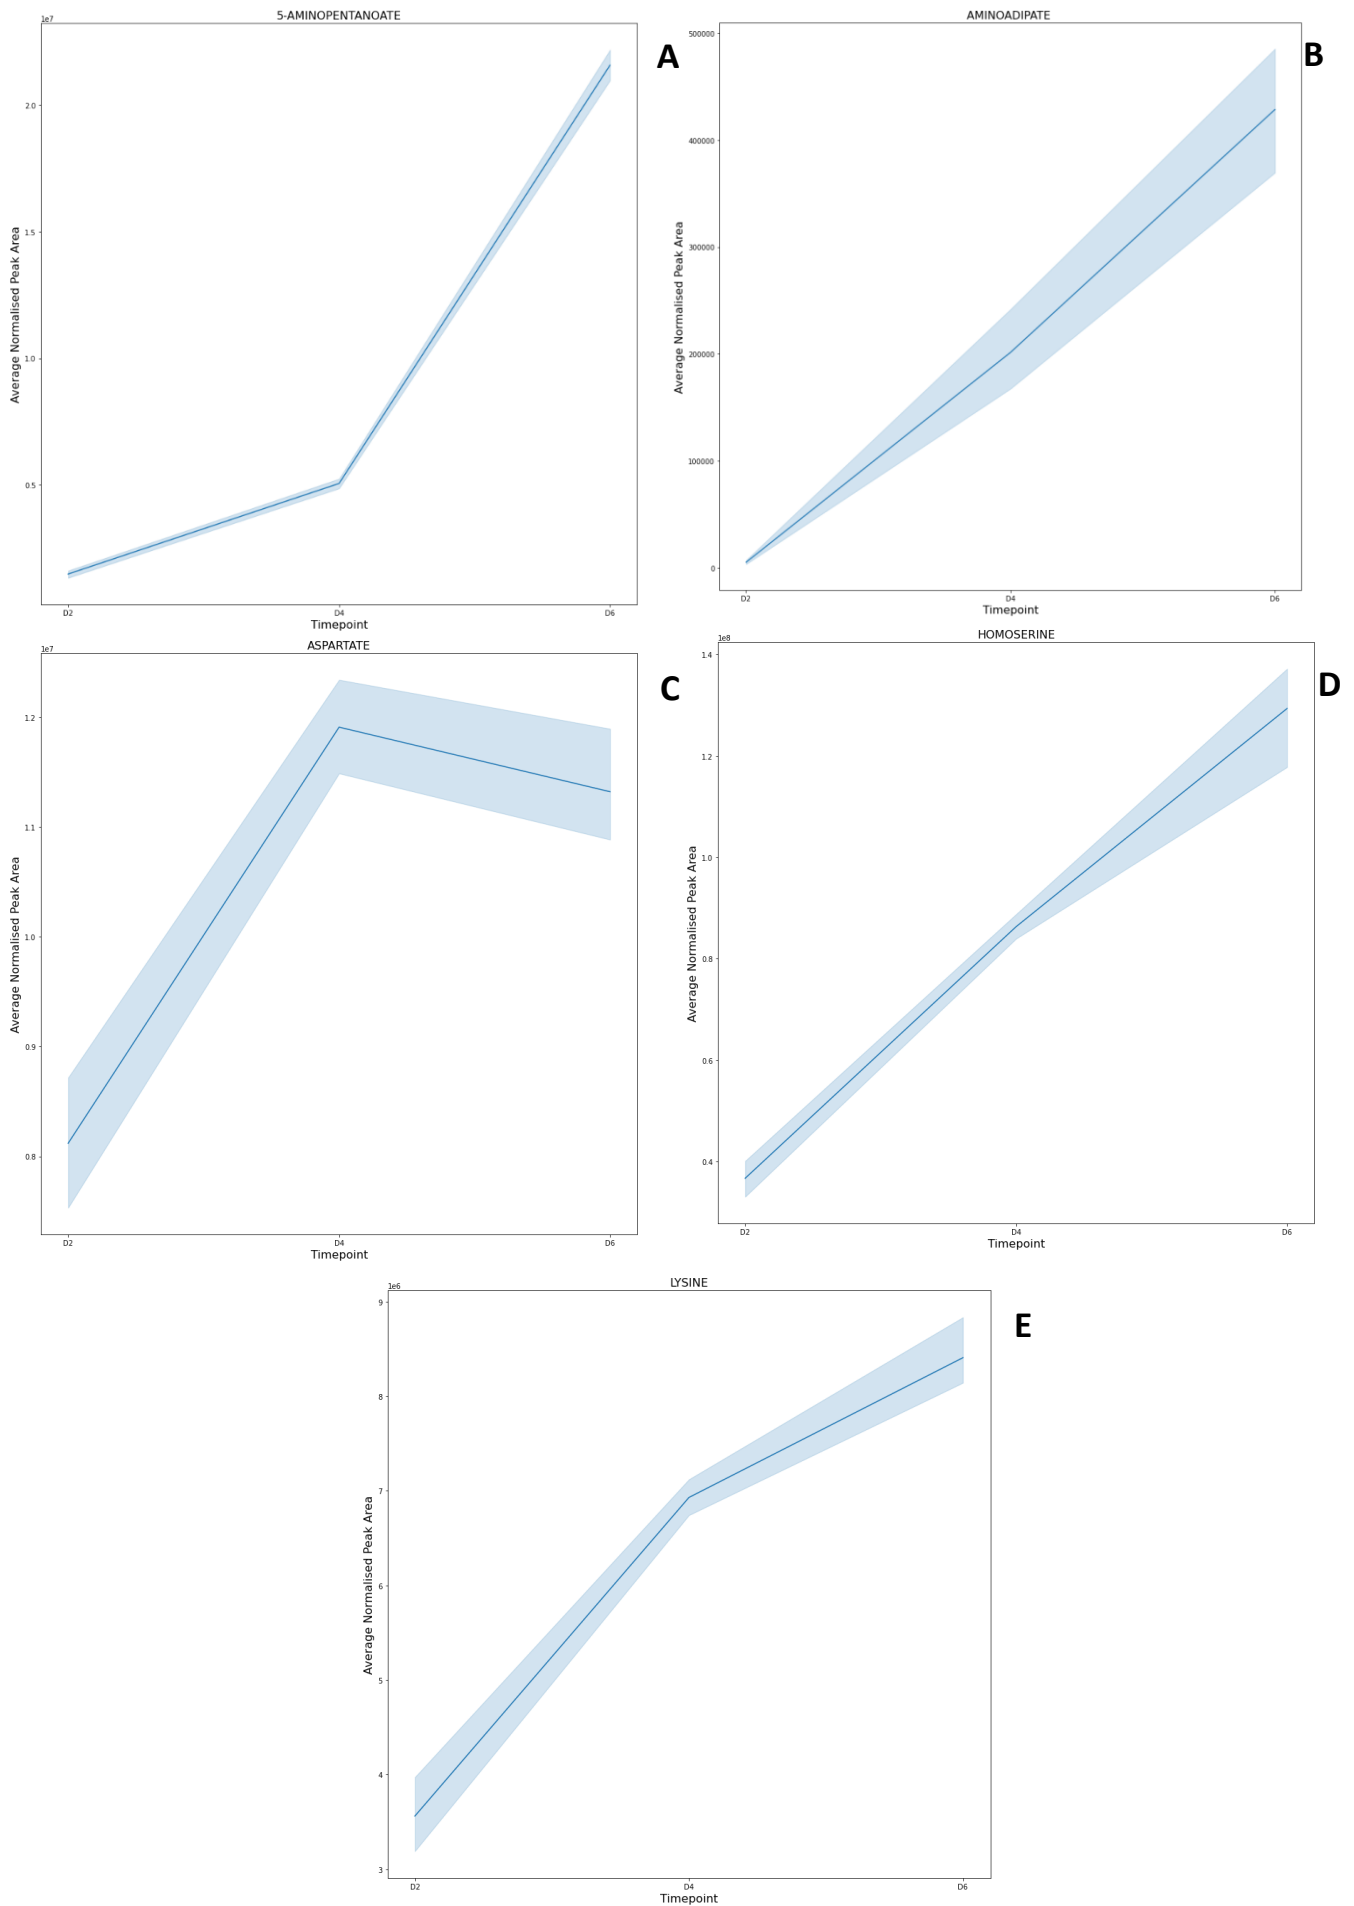 5-AMINOPENTANOATE
1e7
A
2.0
1.5
1.0
0.5
Average Normalised Peak Area
D2 D4 D6
Timepoint
AMINOADIPATE
B
500000
400000
300000
200000
100000
0
Average Normalised Peak Area
D2 D4 D6
Timepoint
ASPARTATE
1e7
C
1.2
1.1
1.0
0.9
0.8
Average Normalised Peak Area
D2 D4 D6
Timepoint
HOMOSERINE
1e8
D
1.4
1.2
1.0
0.8
0.6
0.4
Average Normalised Peak Area
D2 D4 D6
Timepoint
LYSINE
1e6
E
9
8
7
6
5
4
3
Average Normalised Peak Area
D2 D4 D6
Timepoint